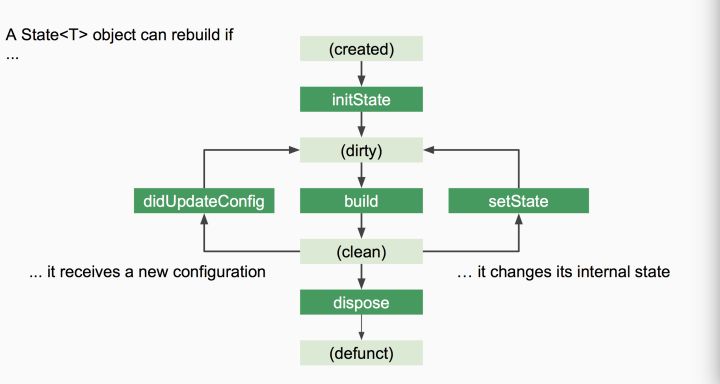 A State<T> object can rebuild if
...
(created)
initState
(dirty)
didUpdateConfig
build
setState
(clean)
... it receives a new configuration
... it changes its internal state
dispose
(defunct)